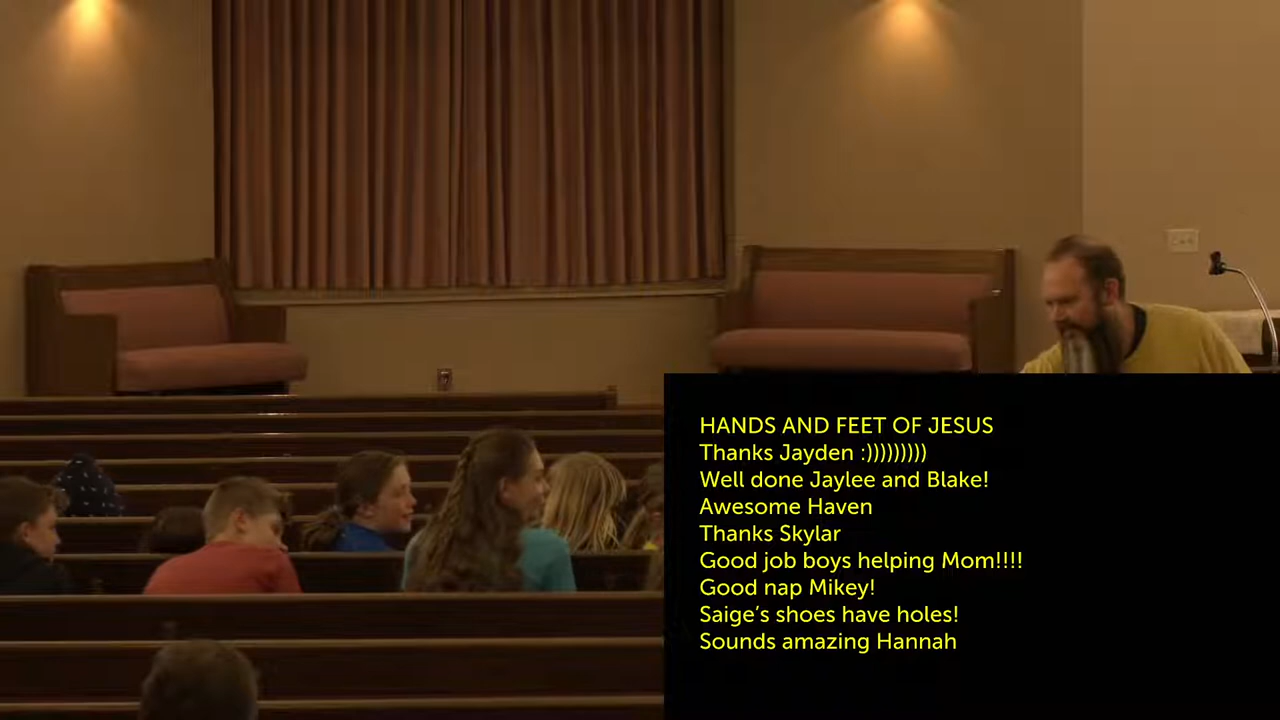 HANDS AND FEET OF JESUS
Thanks Jayden :)))))))))
Well done Jaylee and Blake!
Awesome Haven
Thanks Skylar
Good job boys helping Mom!!!!
Good nap Mikey!
Saige’s shoes have holes!
Sounds amazing Hannah